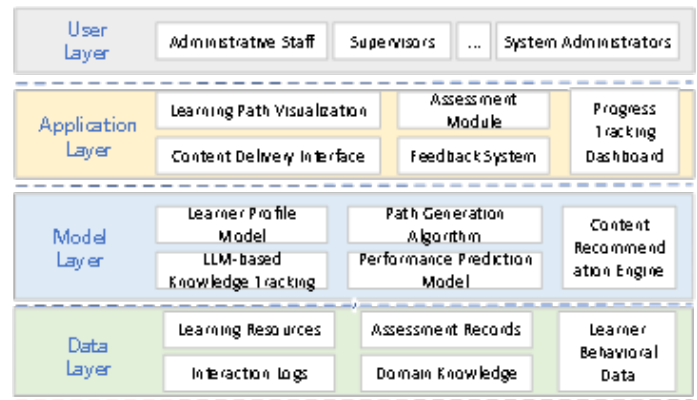 User
Layer
Administrative Staff
Supervisors
...
System Administrators
Application
Layer
Learning Path Visualization
Assessment
Module
Progress
Tracking
Dashboard
Content Delivery Interface
Feedback System
Model
Layer
Learner Profile
Model
Path Generation
Algorithm
Content
Recommend
ation Engine
LLM-based
Knowledge Tracking
Performance Prediction
Model
Data
Layer
Learning Resources
Assessment Records
Learner
Behavioral
Data
Interaction Logs
Domain Knowledge